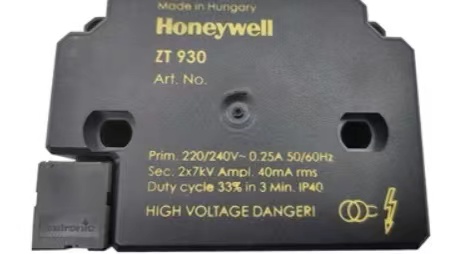 Made in Hungary
Honeywell
ZT 930
Art. No.
Prim. 220/240V~ 0.25A 50/60Hz
Sec. 2x7kV Ampl. 40mA rms
Duty cycle 33% in 3 Min. IP40
HIGH VOLTAGE DANGER!